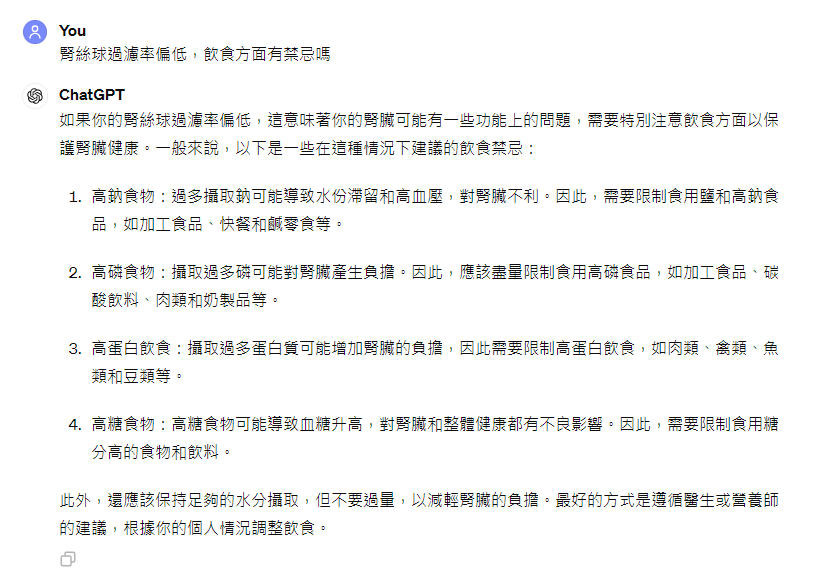 You
腎絲球過濾率偏低，飲食方面有禁忌嗎
ChatGPT
如果你的腎絲球過濾率偏低，這意味著你的腎臟可能有一些功能上的問題，需要特別注意飲食方面以保
護腎臟健康。一般來說，以下是一些在這種情況下建議的飲食禁忌：
1. 高鈉食物：過多攝取鈉可能導致水份滯留和高血壓，對腎臟不利。因此，需要限制食用鹽和高鈉食
品，如加工食品、快餐和鹹零食等。
2. 高磷食物：攝取過多磷可能對腎臟產生負擔。因此，應該盡量限制食用高磷食品，如加工食品、碳
酸飲料、肉類和奶製品等。
3. 高蛋白飲食：攝取過多蛋白質可能增加腎臟的負擔，因此需要限制高蛋白飲食，如肉類、禽類、魚
類和豆類等。
4. 高糖食物：高糖食物可能導致血糖升高，對腎臟和整體健康都有不良影響。因此，需要限制食用糖
分高的食物和飲料。
此外，還應該保持足夠的水分攝取，但不要過量，以減輕腎臟的負擔。最好的方式是遵循醫生或營養師
的建議，根據你的個人情況調整飲食。